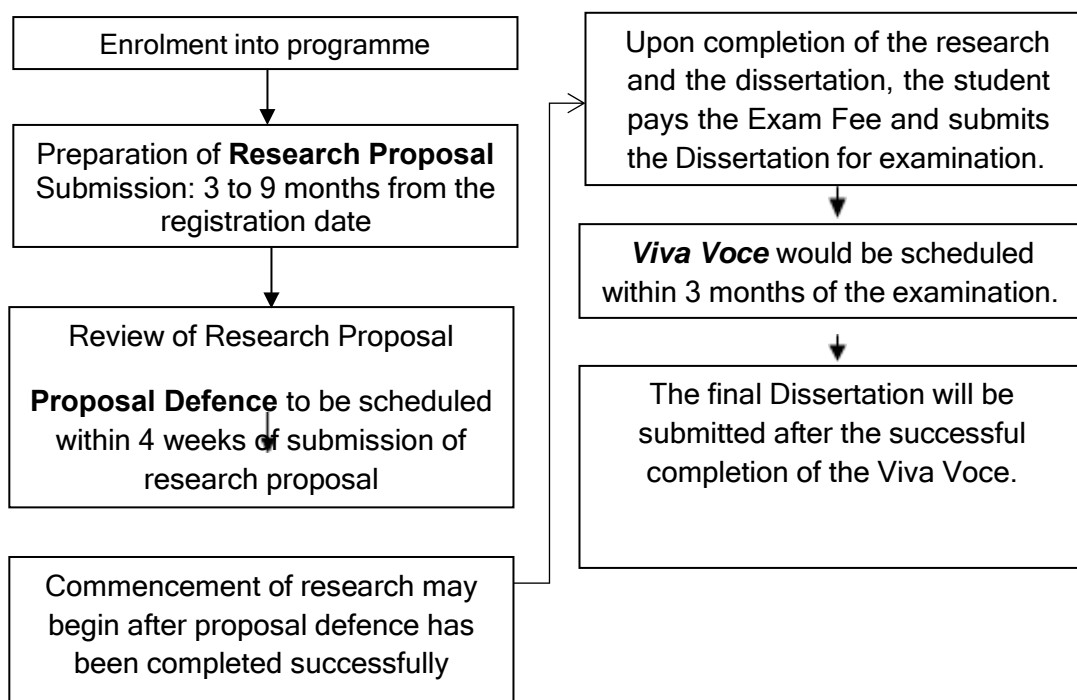 Enrolment into programme
Preparation of Research Proposal
Submission: 3 to 9 months from the
registration date
Review of Research Proposal
Proposal Defence to be scheduled
within 4 weeks of submission of
research proposal
Commencement of research may
begin after proposal defence has
been completed successfully
Upon completion of the research
and the dissertation, the student
pays the Exam Fee and submits
the Dissertation for examination.
Viva Voce would be scheduled
within 3 months of the examination.
The final Dissertation will be
submitted after the successful
completion of the Viva Voce.